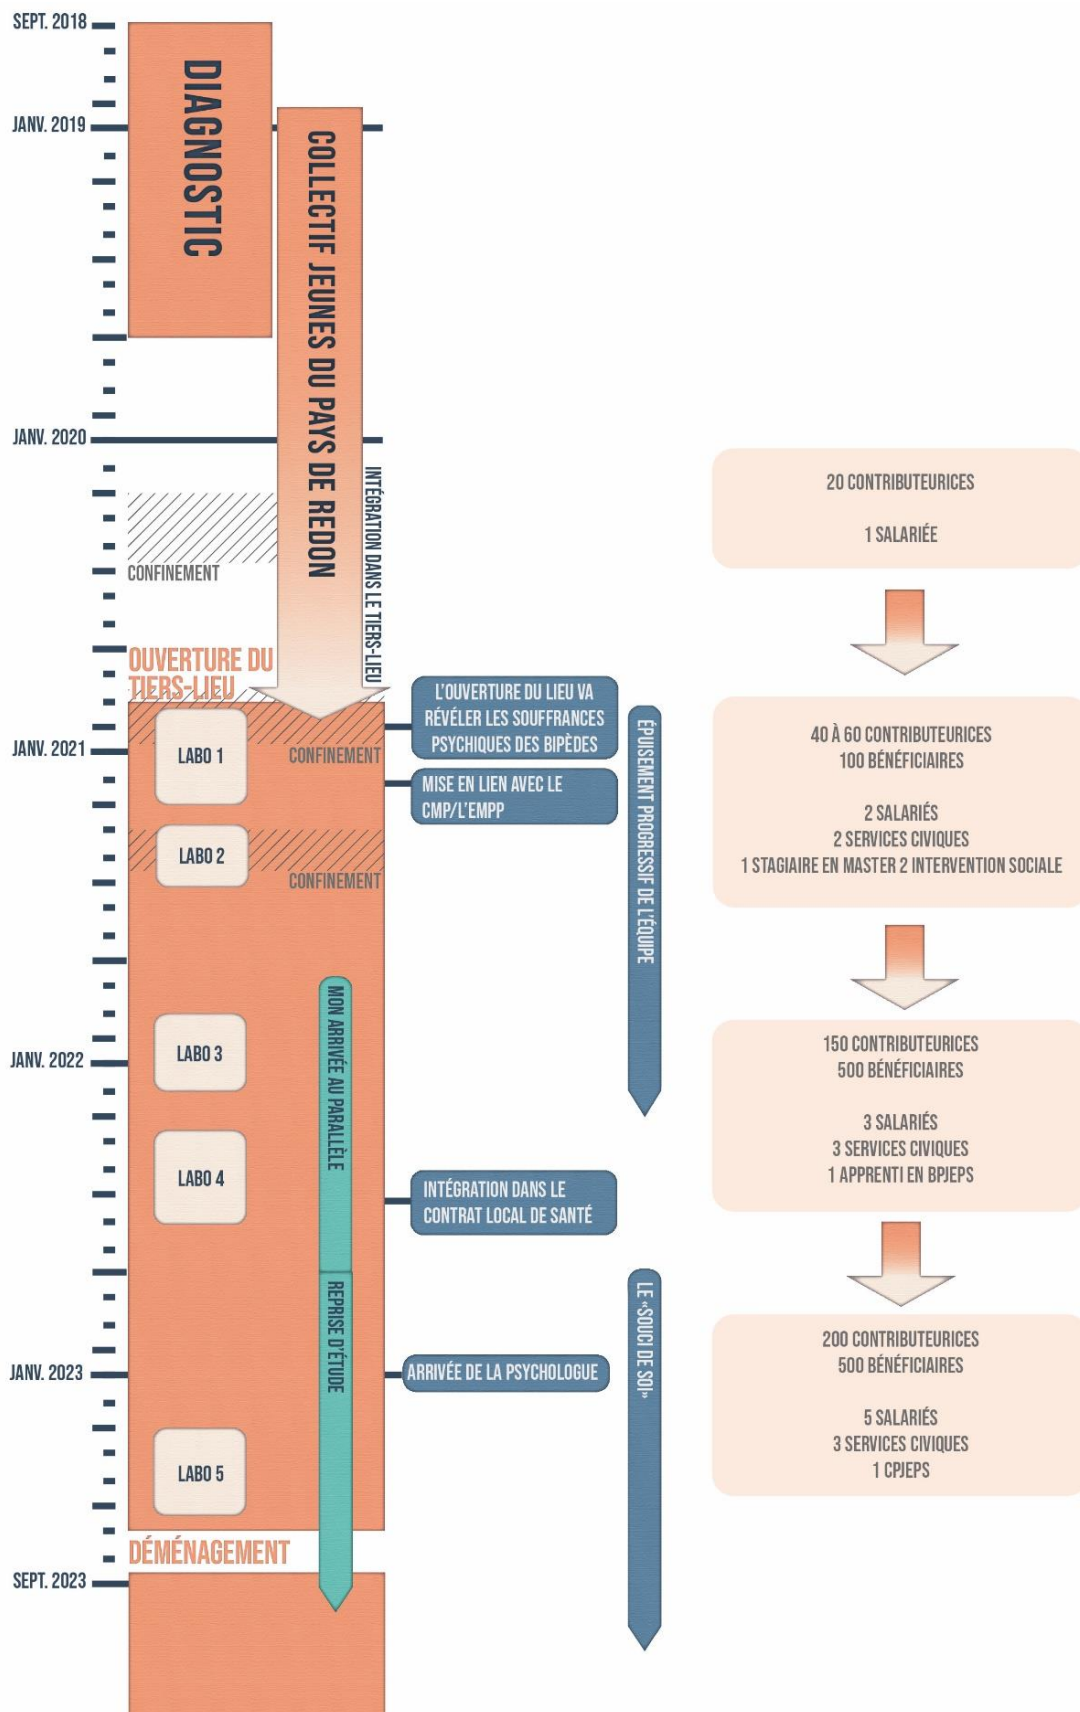 SEPT. 2018
DIAGNOSTIC
JANV. 2019
COLLECTIF JEUNES DU PAYS DE REDON
JANV. 2020
INTÉGRATION DANS LE TIERS-LIEU
CONFINEMENT
OUVERTURE DU
TIERS-LIEU
JANV. 2021
LABO 1
CONFINEMENT
LABO 2
CONFINEMENT
L'OUVERTURE DU LIEU VA
RÉVÉLER LES SOUFFRANCES
PSYCHIQUES DES BIPÈDES
MISE EN LIEN AVEC LE
CMP/L'EMPP
ÉPUISEMENT PROGRESSIF DE L'ÉQUIPE
MON ARRIVÉE AU PARALLÈLE
LABO 3
JANV. 2022
LABO 4
INTÉGRATION DANS LE
CONTRAT LOCAL DE SANTÉ
REPRISE D'ÉTUDE
LE «SOUCI DE SOI»
JANV. 2023
ARRIVÉE DE LA PSYCHOLOGUE
LABO 5
DÉMÉNAGEMENT
SEPT. 2023
20 CONTRIBUTEURICES
1 SALARIÉE
40 À 60 CONTRIBUTEURICES
100 BÉNÉFICIAIRES
2 SALARIÉS
2 SERVICES CIVIQUES
1 STAGIAIRE EN MASTER 2 INTERVENTION SOCIALE
150 CONTRIBUTEURICES
500 BÉNÉFICIAIRES
3 SALARIÉS
3 SERVICES CIVIQUES
1 APPRENTI EN BPJEPS
200 CONTRIBUTEURICES
500 BÉNÉFICIAIRES
5 SALARIÉS
3 SERVICES CIVIQUES
1 CPJEPS